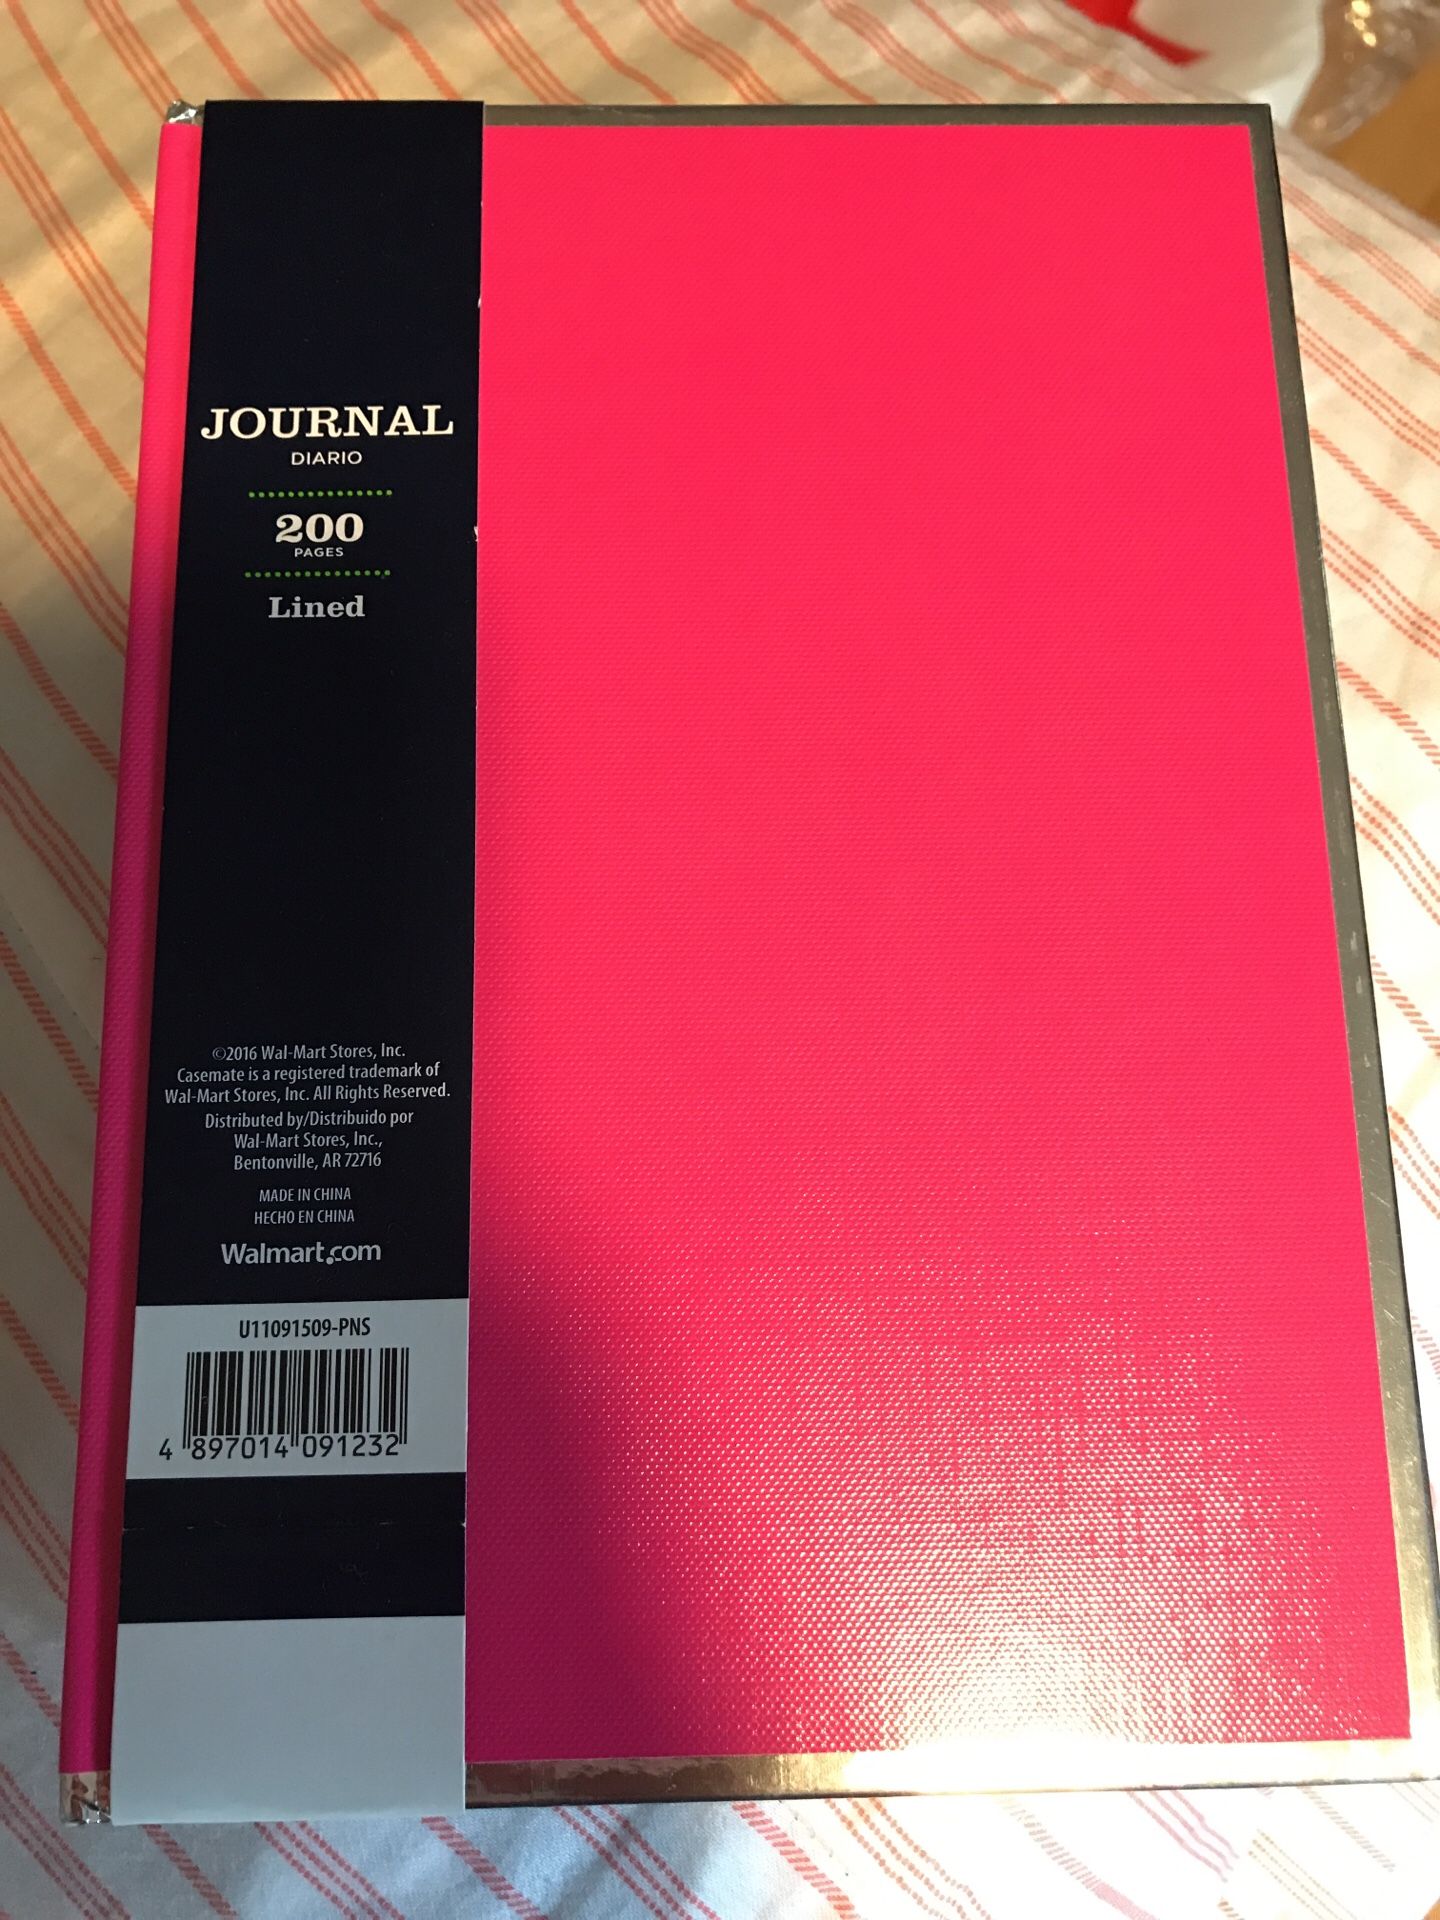 JOURNAL
DIARIO
200
PAGES
Lined
©2016 Wal-Mart Stores, Inc.
Casemate is a registered trademark of
Wal-Mart Stores, Inc. All Rights Reserved.
Distributed by/Distribuido por
Wal-Mart Stores, Inc.,
Bentonville, AR 72716
MADE IN CHINA
HECHO EN CHINA
Walmart.com
U11091509-PNS
4 897014 091232